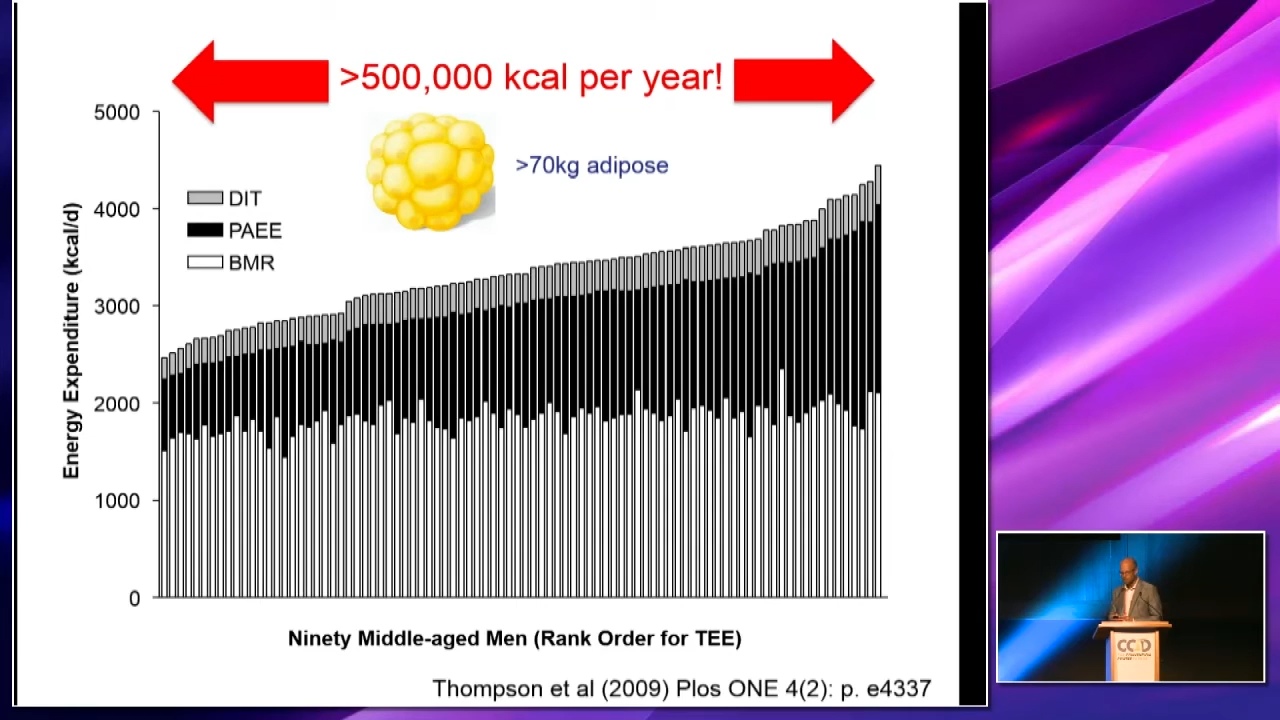 >500,000 kcal per year!
>70kg adipose
5000
4000
3000
2000
1000
0
Energy Expenditure (kcal/d)
DIT
PAEE
BMR
Ninety Middle-aged Men (Rank Order for TEE)
Thompson et al (2009) Plos ONE 4(2): p. e4337